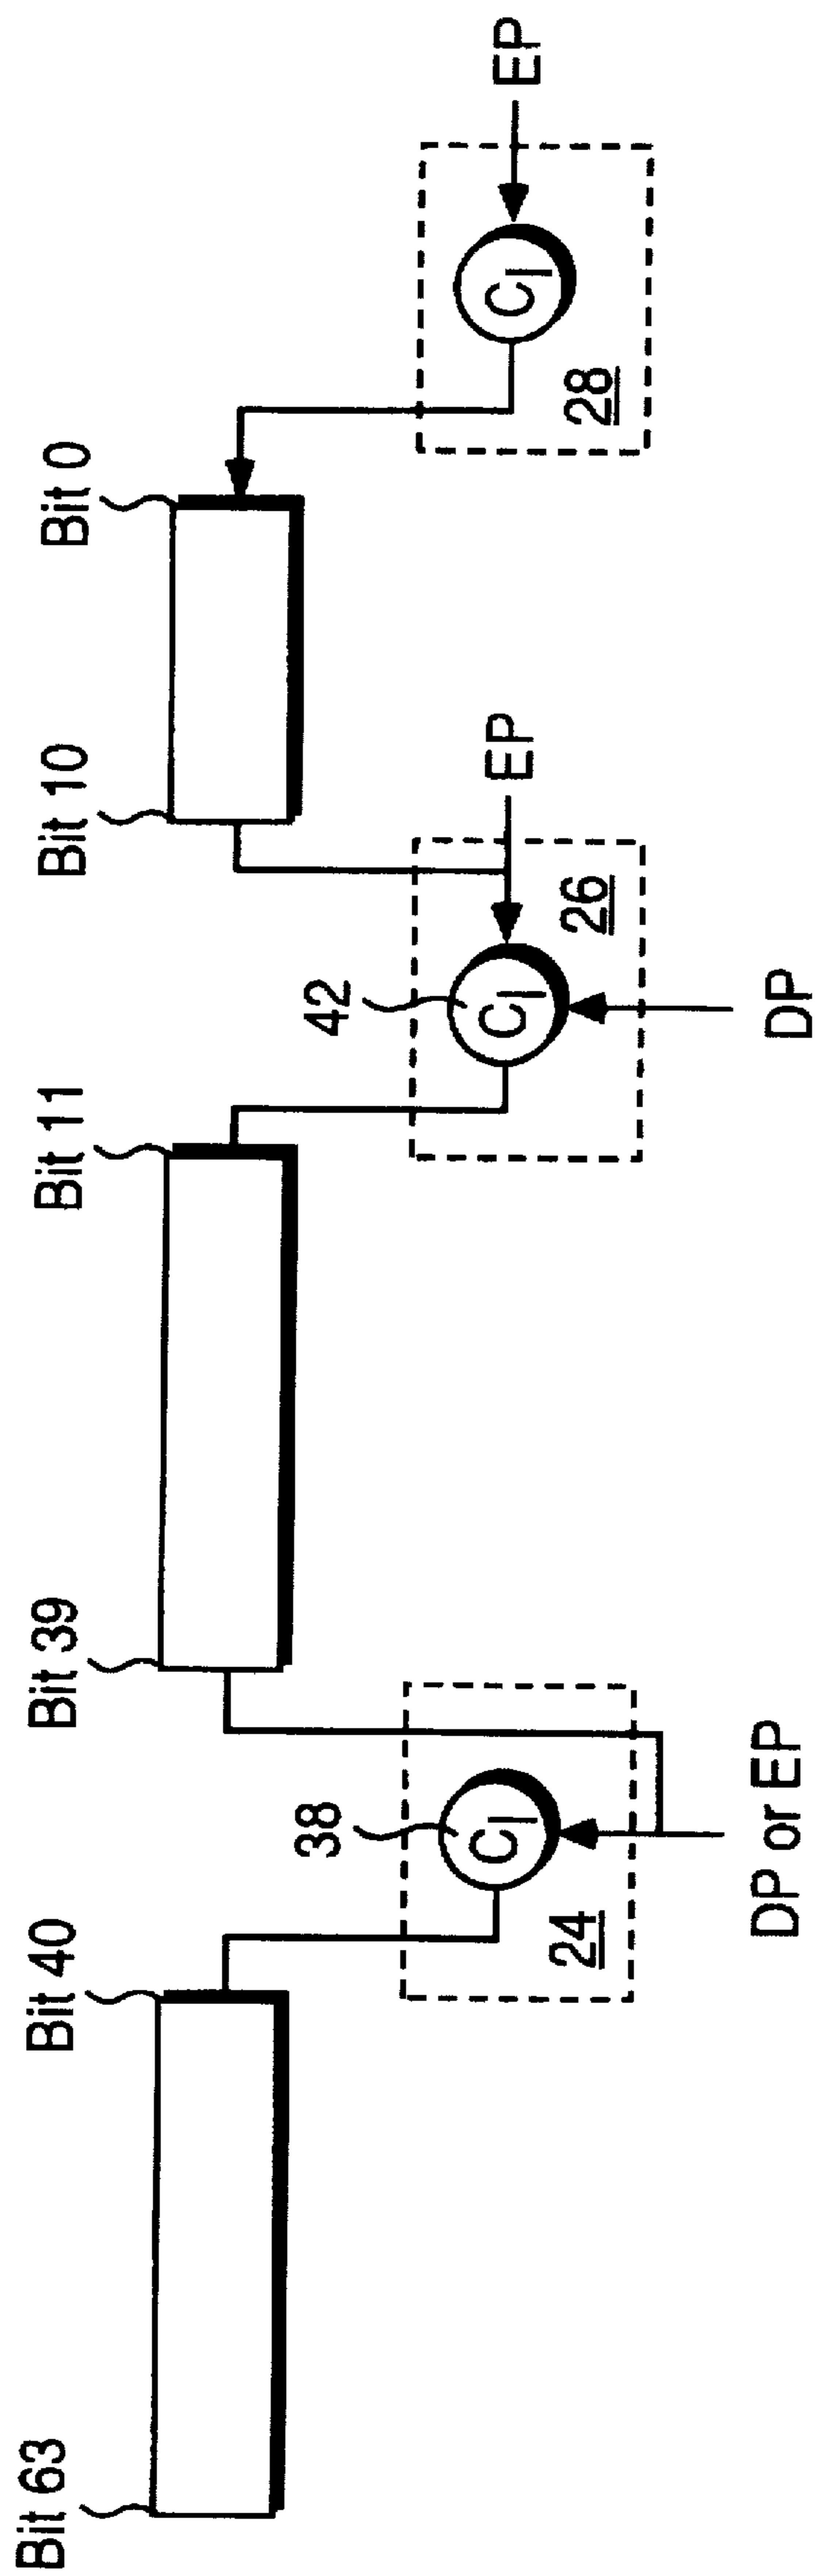 Bit 63
Bit 40
Bit 39
Bit 11
Bit 10
Bit 0
38
42
C_I
C_I
C_I
EP
EP
24
26
28
DP or EP
DP